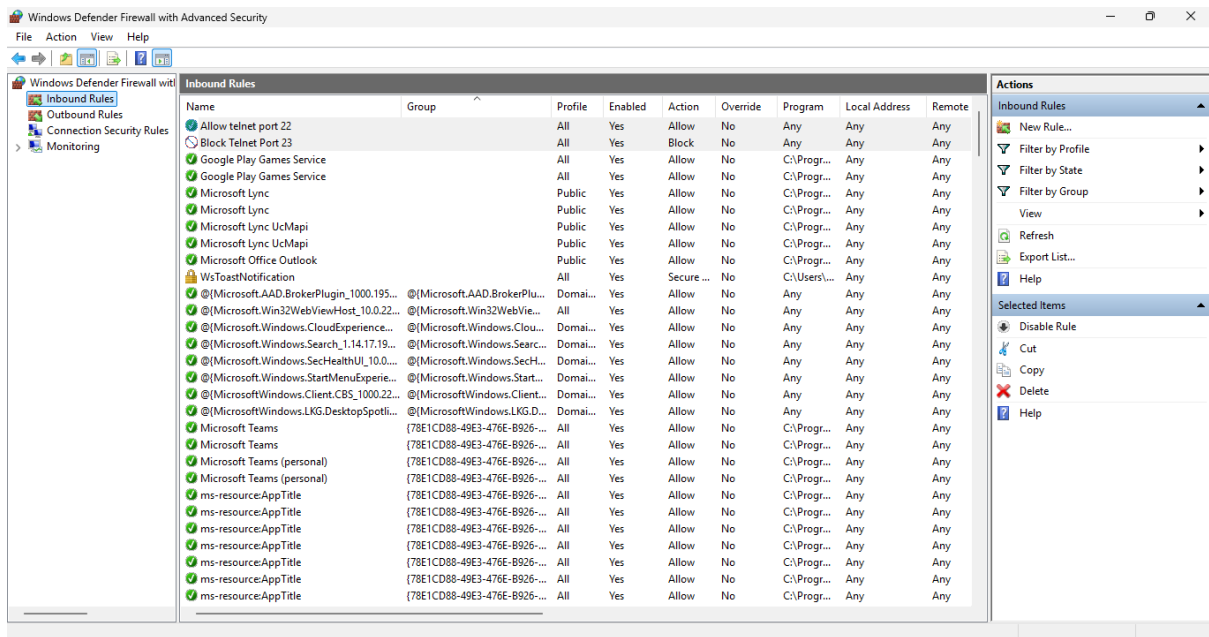 Windows Defender Firewall with Advanced Security
File Action View Help
Windows Defender Firewall witl
Inbound Rules
Outbound Rules
Connection Security Rules
Monitoring
Inbound Rules
Name Group Profile Enabled Action Override Program Local Address Remote
Allow telnet port 22 All Yes Allow No Any Any Any
Block Telnet Port 23 All Yes Block No Any Any Any
Google Play Games Service All Yes Allow No C:\Progr... Any Any
Google Play Games Service All Yes Allow No C:\Progr... Any Any
Microsoft Lync Public Yes Allow No C:\Progr... Any Any
Microsoft Lync Public Yes Allow No C:\Progr... Any Any
Microsoft Lync UcMapi Public Yes Allow No C:\Progr... Any Any
Microsoft Lync UcMapi Public Yes Allow No C:\Progr... Any Any
Microsoft Office Outlook Public Yes Allow No C:\Progr... Any Any
WsToastNotification All Yes Secure ... No C:\Users\... Any Any
@{Microsoft.AAD.BrokerPlugin_1000.195... @{Microsoft.AAD.BrokerPlu... Domai... Yes Allow No Any Any Any
@{Microsoft.Win32WebViewHost_10.0.22... @{Microsoft.Win32WebVie... All Yes Allow No Any Any Any
@{Microsoft.Windows.CloudExperience... @{Microsoft.Windows.Clou... Domai... Yes Allow No Any Any Any
@{Microsoft.Windows.Search_1.14.17.19... @{Microsoft.Windows.Searc... Domai... Yes Allow No Any Any Any
@{Microsoft.Windows.SecHealthUI_10.0.... @{Microsoft.Windows.SecH... Domai... Yes Allow No Any Any Any
@{Microsoft.Windows.StartMenuExperie... @{Microsoft.Windows.Start... Domai... Yes Allow No Any Any Any
@{MicrosoftWindows.Client.CBS_1000.22... @{MicrosoftWindows.Client... Domai... Yes Allow No Any Any Any
@{MicrosoftWindows.LKG.DesktopSpotli... @{MicrosoftWindows.LKG.D... Domai... Yes Allow No Any Any Any
Microsoft Teams {78E1CD88-49E3-476E-B926-... All Yes Allow No C:\Progr... Any Any
Microsoft Teams {78E1CD88-49E3-476E-B926-... All Yes Allow No C:\Progr... Any Any
Microsoft Teams (personal) {78E1CD88-49E3-476E-B926-... All Yes Allow No C:\Progr... Any Any
Microsoft Teams (personal) {78E1CD88-49E3-476E-B926-... All Yes Allow No C:\Progr... Any Any
ms-resource:AppTitle {78E1CD88-49E3-476E-B926-... All Yes Allow No C:\Progr... Any Any
ms-resource:AppTitle {78E1CD88-49E3-476E-B926-... All Yes Allow No C:\Progr... Any Any
ms-resource:AppTitle {78E1CD88-49E3-476E-B926-... All Yes Allow No C:\Progr... Any Any
ms-resource:AppTitle {78E1CD88-49E3-476E-B926-... All Yes Allow No C:\Progr... Any Any
ms-resource:AppTitle {78E1CD88-49E3-476E-B926-... All Yes Allow No C:\Progr... Any Any
ms-resource:AppTitle {78E1CD88-49E3-476E-B926-... All Yes Allow No C:\Progr... Any Any
ms-resource:AppTitle {78E1CD88-49E3-476E-B926-... All Yes Allow No C:\Progr... Any Any
Actions
Inbound Rules
New Rule...
Filter by Profile
Filter by State
Filter by Group
View
Refresh
Export List...
Help
Selected Items
Disable Rule
Cut
Copy
Delete
Help